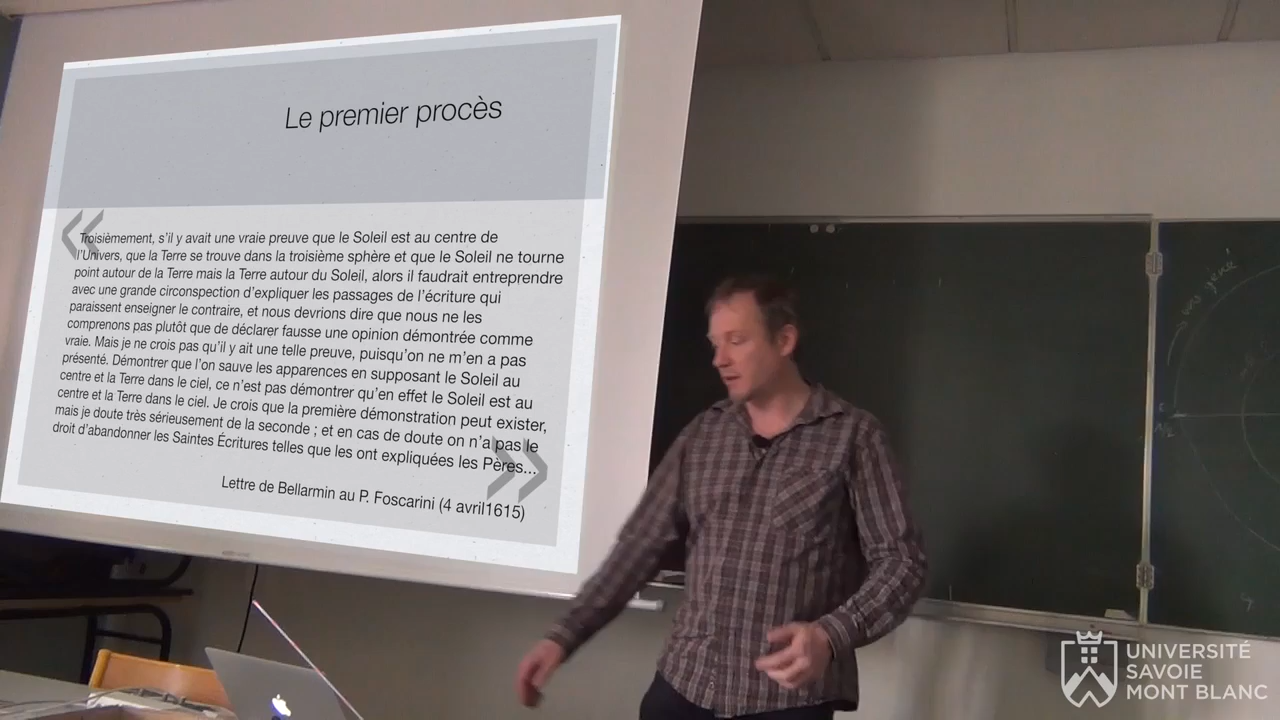 Le premier procès
«
Troisièmement, s'il y avait une vraie preuve que le Soleil est au centre de
l'Univers, que la Terre se trouve dans la troisième sphère et que le Soleil ne tourne
point autour de la Terre mais la Terre autour du Soleil, alors il faudrait entreprendre
avec une grande circonspection d'expliquer les passages de l'écriture qui
paraissent enseigner le contraire, et nous devrions dire que nous ne les
comprenons pas plutôt que de déclarer fausse une opinion démontrée comme
vraie. Mais je ne crois pas qu'il y ait une telle preuve, puisqu'on ne m'en a pas
présenté. Démontrer que l'on sauve les apparences en supposant le Soleil au
centre et la Terre dans le ciel, ce n'est pas démontrer qu'en effet le Soleil est au
centre et la Terre dans le ciel. Je crois que la première démonstration peut exister,
mais je doute très sérieusement de la seconde ; et en cas de doute on n'a pas le
droit d'abandonner les Saintes Écritures telles que les ont expliquées les Pères...
»
Lettre de Bellarmin au P. Foscarini (4 avril1615)
UNIVERSITÉ
SAVOIE
MONT BLANC